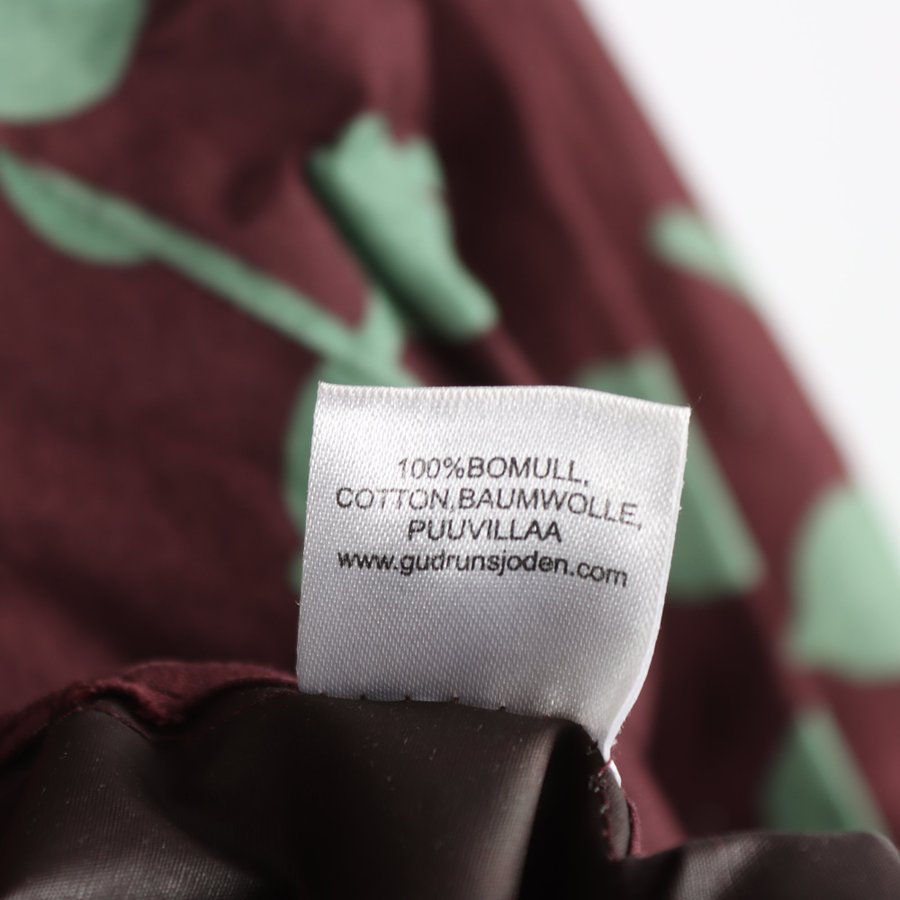 100%BOMULL,
COTTON,BAUMWOLLE,
PUUVILLAA
www.gudrunsjoden.com